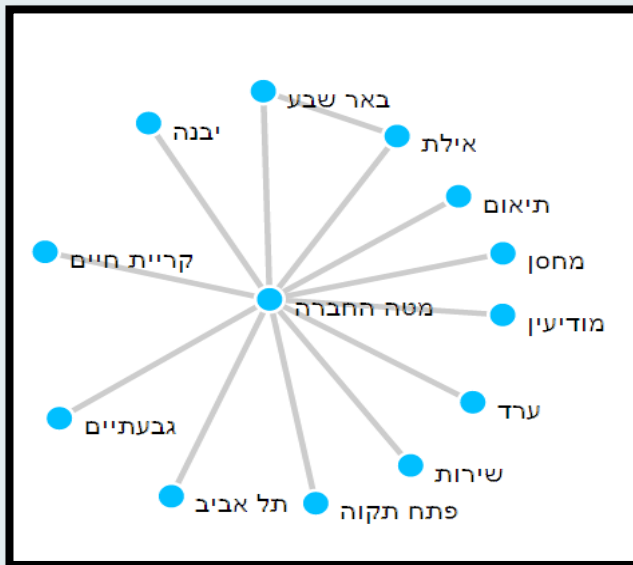 באר שבע
יבנה
אילת
תיאום
קריית חיים
מחסן
מטה החברה
מודיעין
ערד
גבעתיים
שירות
תל אביב
פתח תקוה